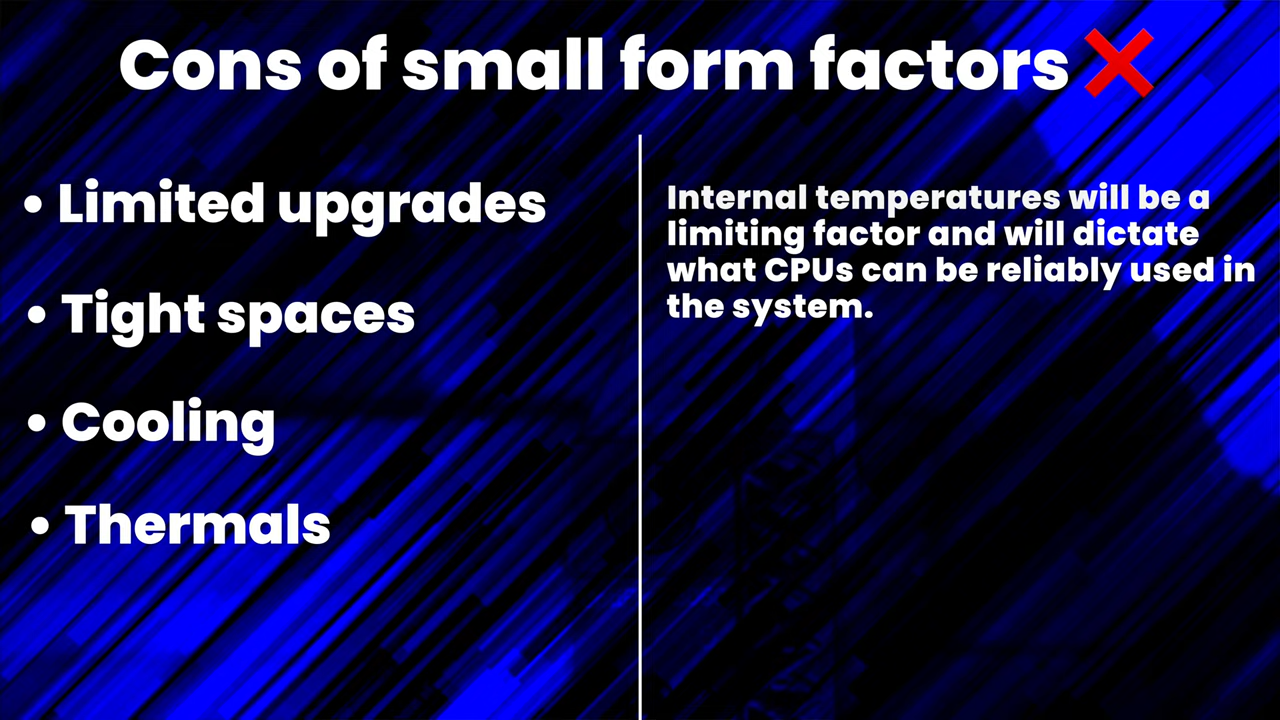 Cons of small form factors❌
• Limited upgrades
• Tight spaces
• Cooling
• Thermals
Internal temperatures will be a
limiting factor and will dictate
what CPUs can be reliably used in
the system.